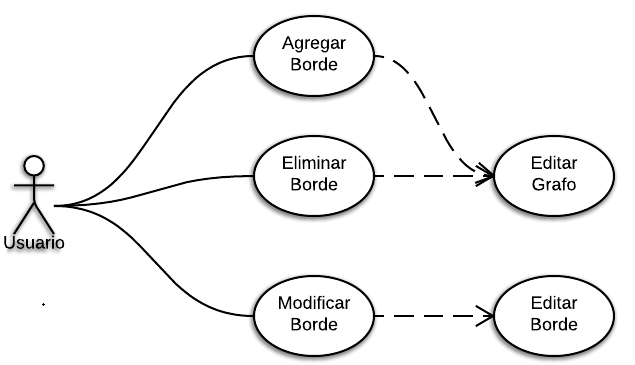 Agregar
Borde
Eliminar
Borde
Editar
Grafo
Usuario
Modificar
Borde
Editar
Borde